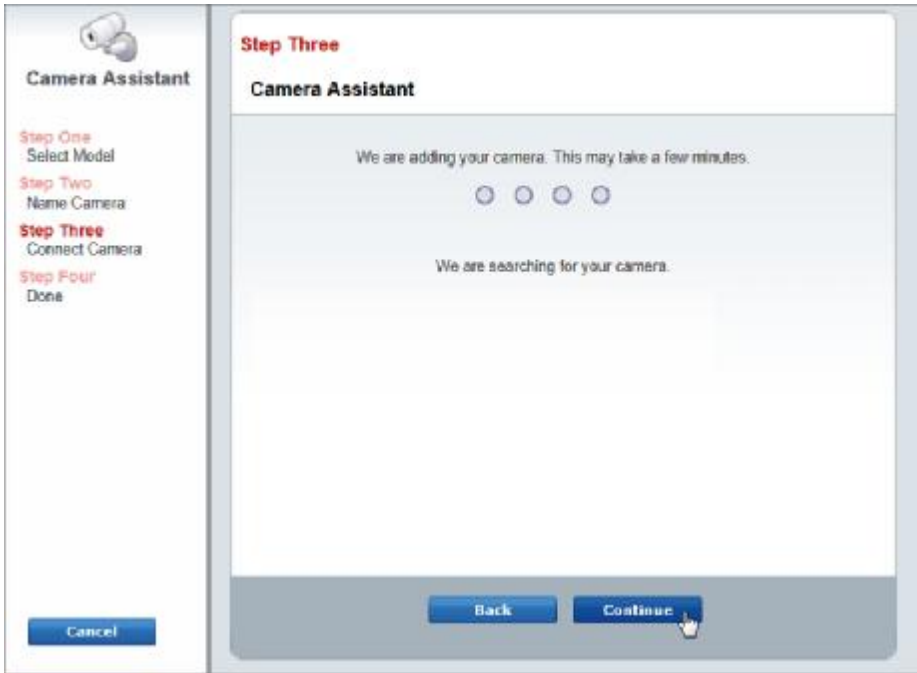 Camera Assistant
Step One
Select Model
Step Two
Name Camera
Step Three
Connect Camera
Step Four
Done
Cancel
Step Three
Camera Assistant
We are adding your camera. This may take a few minutes.
We are searching for your camera.
Back
Continue